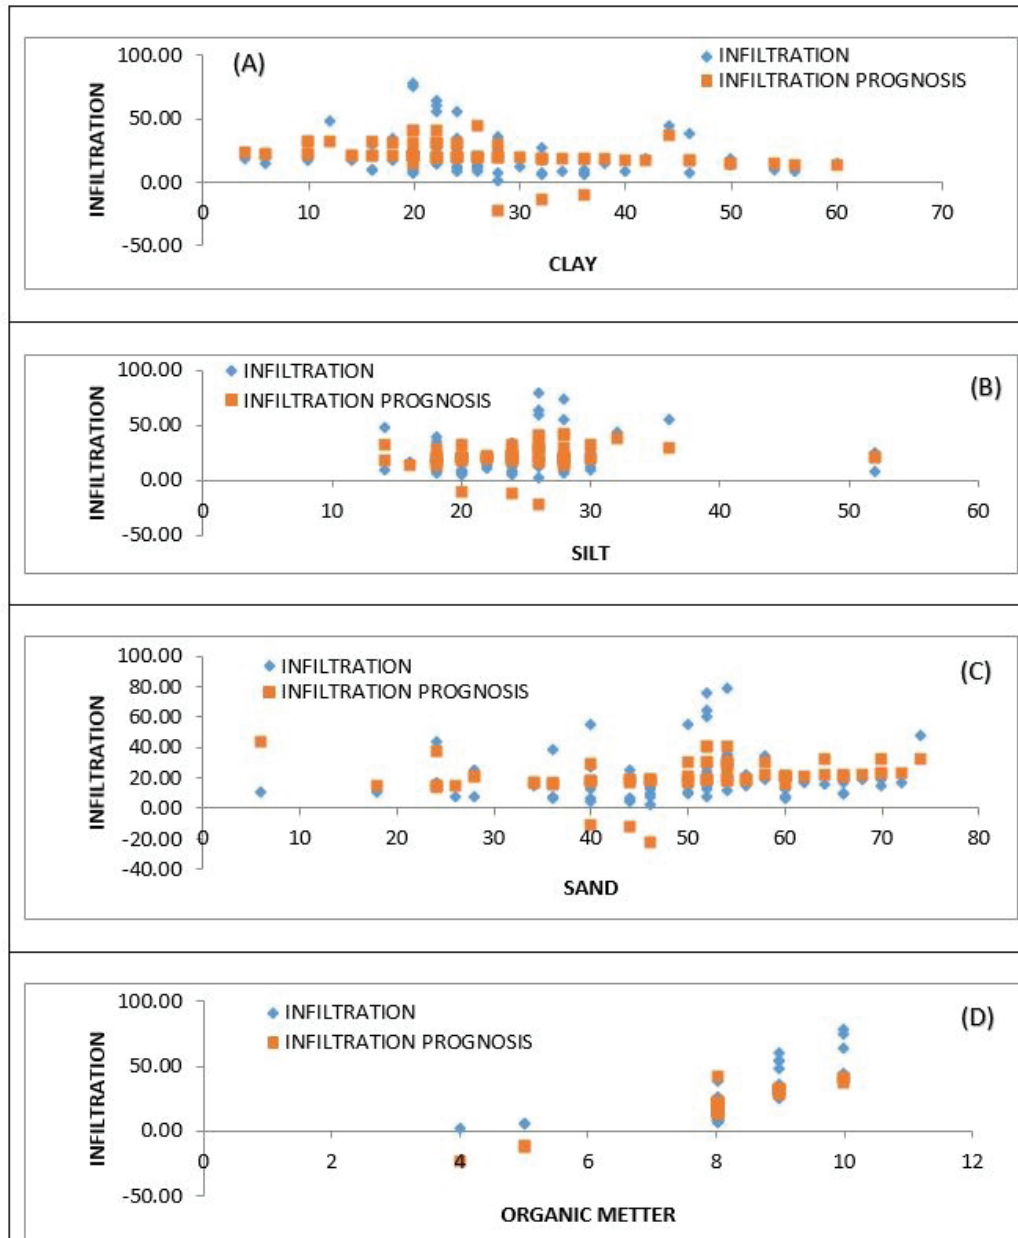 (A)
INFILTRATION
INFILTRATION PROGNOSIS
INFILTRATION
100.00
50.00
0.00
-50.00
0 10 20 30 40 50 60 70
CLAY
(B)
INFILTRATION
INFILTRATION PROGNOSIS
INFILTRATION
100.00
50.00
0.00
-50.00
0 10 20 30 40 50 60
SILT
(C)
INFILTRATION
INFILTRATION PROGNOSIS
INFILTRATION
100.00
80.00
60.00
40.00
20.00
0.00
-20.00
-40.00
0 10 20 30 40 50 60 70 80
SAND
(D)
INFILTRATION
INFILTRATION PROGNOSIS
INFILTRATION
100.00
50.00
0.00
-50.00
0 2 4 6 8 10 12
ORGANIC METTER